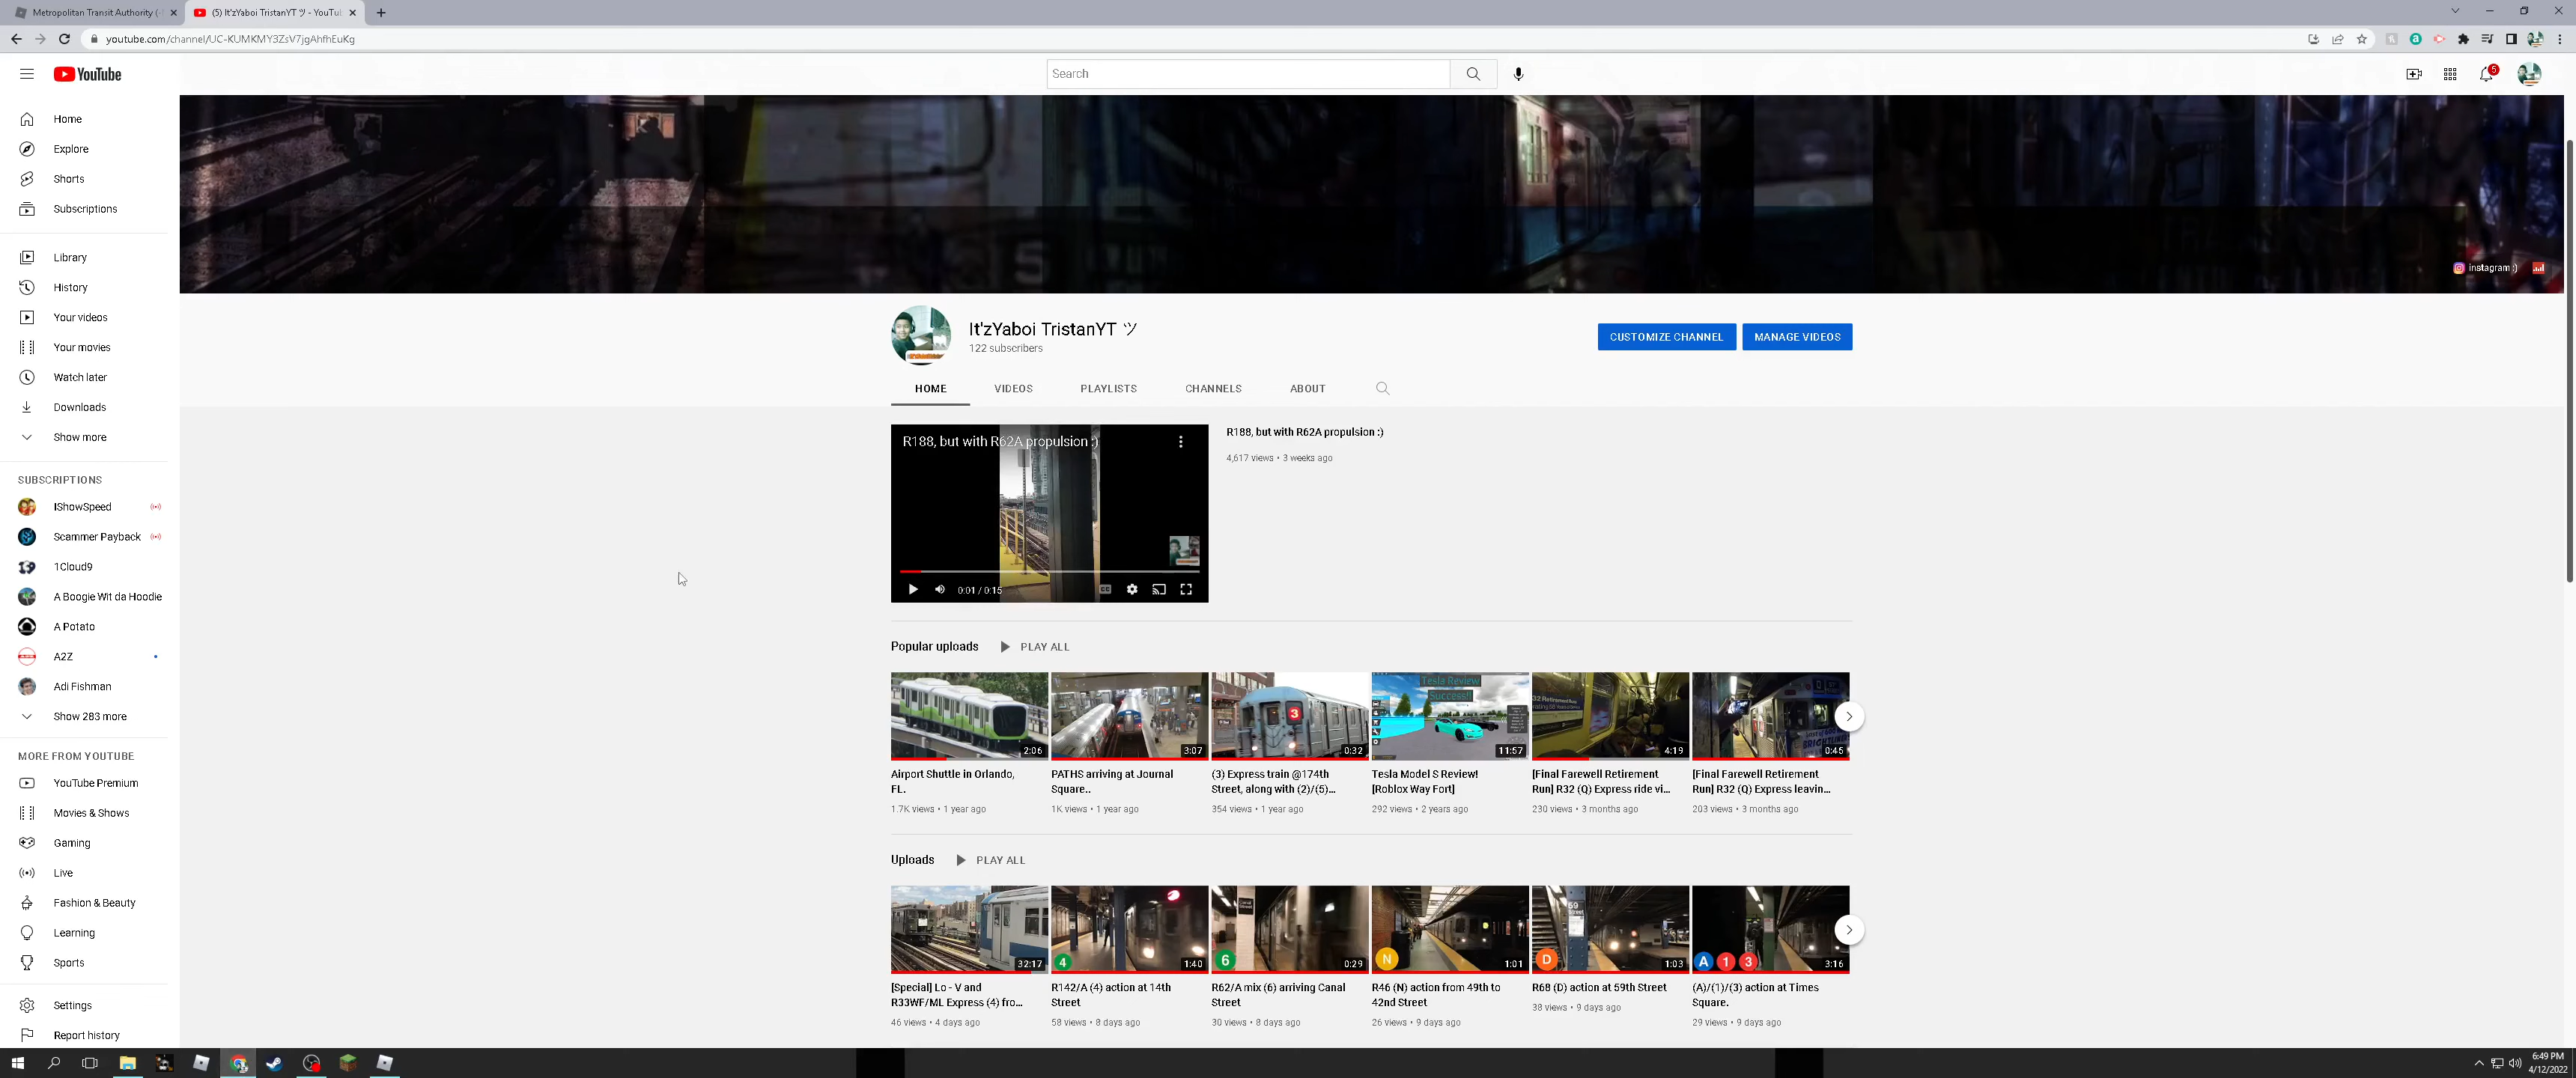 Metropolitan Transit Authority (-
(5) It'zYaboi TristanYT ツ - YouTu
youtube.com/channel/UC-KUMKMY3ZsV7jgAhfhEuKg
YouTube
Search
5
Home
Explore
Shorts
Subscriptions
Library
History
Your videos
Your movies
Watch later
Downloads
Show more
SUBSCRIPTIONS
IShowSpeed
Scammer Payback
1Cloud9
A Boogie Wit da Hoodie
A Potato
A2Z
Adi Fishman
Show 283 more
MORE FROM YOUTUBE
YouTube Premium
Movies & Shows
Gaming
Live
Fashion & Beauty
Learning
Sports
Settings
Report history
instagram :)
It'zYaboi TristanYT ツ
122 subscribers
CUSTOMIZE CHANNEL
MANAGE VIDEOS
HOME
VIDEOS
PLAYLISTS
CHANNELS
ABOUT
R188, but with R62A propulsion :)
0:01 / 0:15
R188, but with R62A propulsion :)
4,617 views • 3 weeks ago
Popular uploads
PLAY ALL
2:06
Airport Shuttle in Orlando,
FL.
1.7K views • 1 year ago
3:07
PATHS arriving at Journal
Square..
1K views • 1 year ago
3
0:32
(3) Express train @174th
Street, along with (2)/(5)...
354 views • 1 year ago
Tesla Review
Success!!
11:57
Tesla Model S Review!
[Roblox Way Fort]
292 views • 2 years ago
32 Retirement
4:19
[Final Farewell Retirement
Run] R32 (Q) Express ride vi...
230 views • 3 months ago
0:45
[Final Farewell Retirement
Run] R32 (Q) Express leavin...
203 views • 3 months ago
Uploads
PLAY ALL
32:17
[Special] Lo - V and
R33WF/ML Express (4) fro...
46 views • 4 days ago
4
1:40
R142/A (4) action at 14th
Street
58 views • 8 days ago
6
0:29
R62/A mix (6) arriving Canal
Street
30 views • 8 days ago
N
1:01
R46 (N) action from 49th to
42nd Street
26 views • 9 days ago
59
Street
D
1:03
R68 (D) action at 59th Street
38 views • 9 days ago
A 1 3
3:16
(A)/(1)/(3) action at Times
Square.
29 views • 9 days ago
6:49 PM
4/12/2022